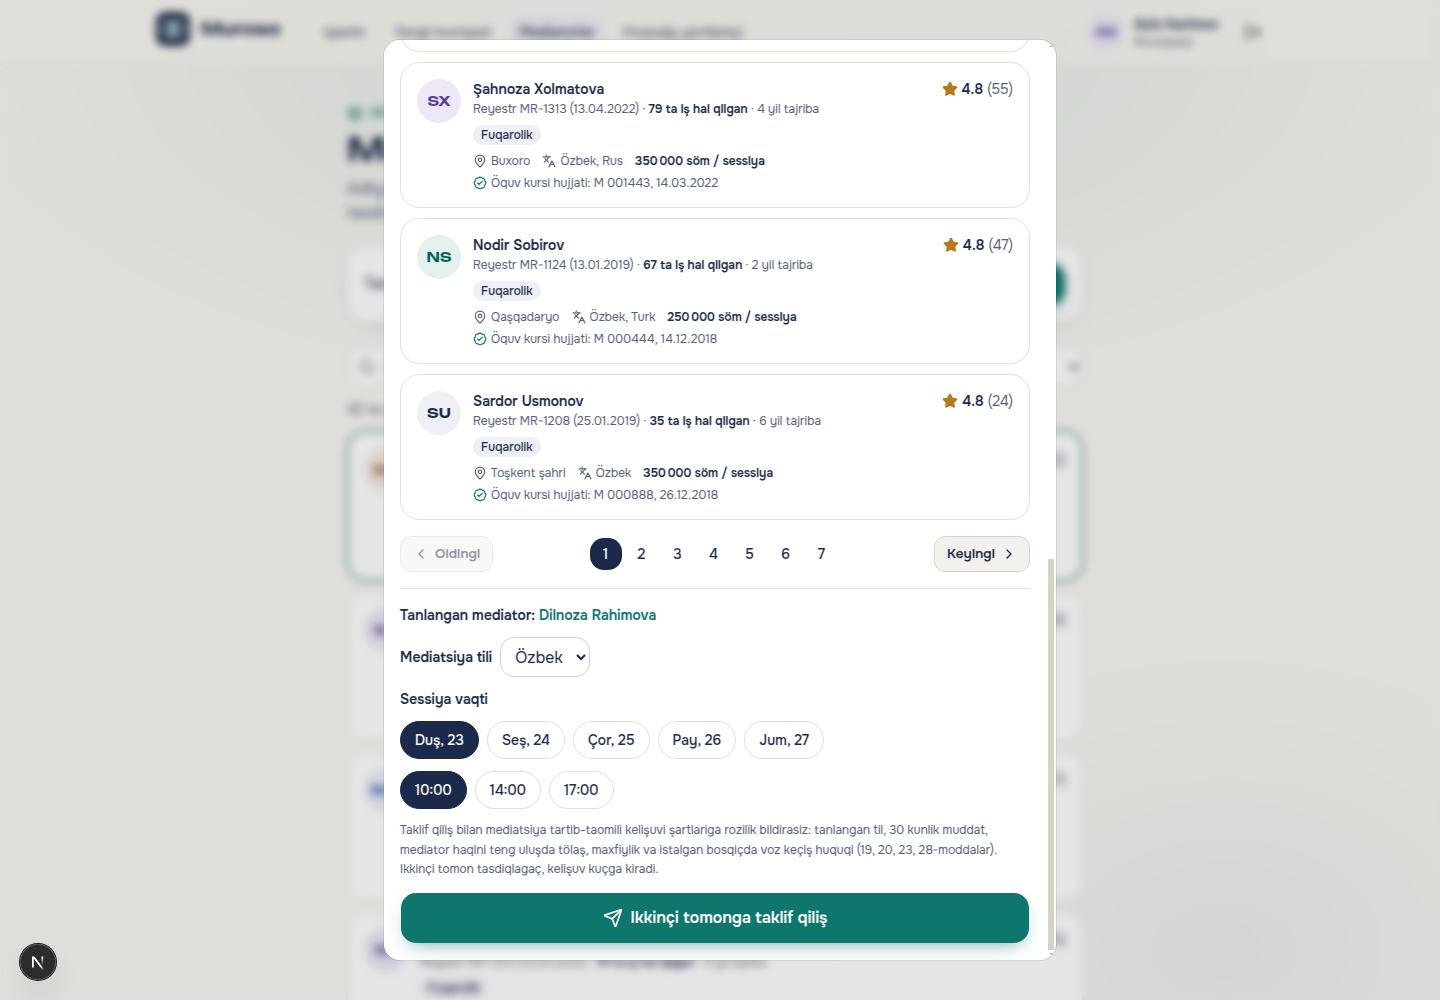 Muroso
SX
Şahnoza Xolmatova
4.8 (55)
Reyestr MR-1313 (13.04.2022) · 79 ta iş hal qilgan · 4 yil tajriba
Fuqarolik
Buxoro Özbek, Rus 350 000 söm / sessiya
Öquv kursi hujjati: M 001443, 14.03.2022
NS
Nodir Sobirov
4.8 (47)
Reyestr MR-1124 (13.01.2019) · 67 ta iş hal qilgan · 2 yil tajriba
Fuqarolik
Qaşqadaryo Özbek, Turk 250 000 söm / sessiya
Öquv kursi hujjati: M 000444, 14.12.2018
SU
Sardor Usmonov
4.8 (24)
Reyestr MR-1208 (25.01.2019) · 35 ta iş hal qilgan · 6 yil tajriba
Fuqarolik
Toşkent şahri Özbek 350 000 söm / sessiya
Öquv kursi hujjati: M 000888, 26.12.2018
Oldingi 1 2 3 4 5 6 7 Keyingi
Tanlangan mediator: Dilnoza Rahimova
Mediatsiya tili Özbek
Sessiya vaqti
Duş, 23 Seş, 24 Çor, 25 Pay, 26 Jum, 27
10:00 14:00 17:00
Taklif qiliş bilan mediatsiya tartib-taomili kelişuvi şartlariga rozilik bildirasiz: tanlangan til, 30 kunlik muddat,
mediator haqini teng uluşda tölaş, maxfiylik va istalgan bosqiçda voz keçiş huquqi (19, 20, 23, 28-moddalar).
Ikkinçi tomon tasdiqlagaç, kelişuv kuçga kiradi.
Ikkinçi tomonga taklif qiliş
N